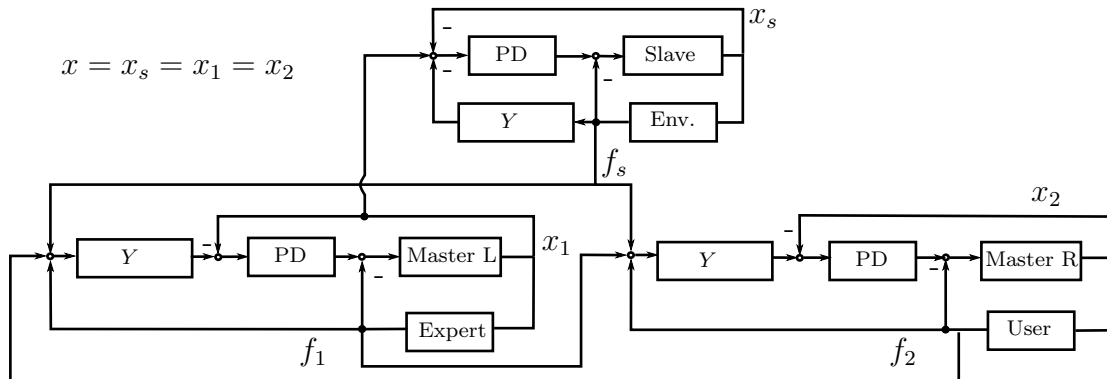 x_s
PD
Slave
x = x_s = x_1 = x_2
Y
Env.
f_s
x_2
Y
PD
Master L
x_1
Y
PD
Master R
Expert
User
f_1
f_2